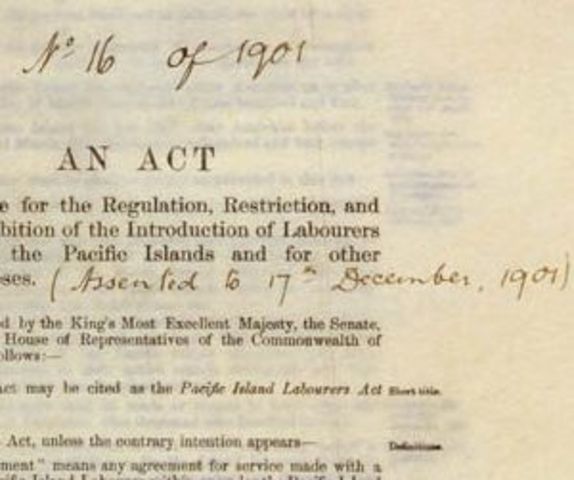 No 16 of 1901
AN ACT
e for the Regulation, Restriction, and
bition of the Introduction of Labourers
the Pacific Islands and for other
ses. (Assented to 17th December, 1901)
d by the King's Most Excellent Majesty, the Senate,
House of Representatives of the Commonwealth of
ollows:—
act may be cited as the Pacific Island Labourers Act Short title.
Act, unless the contrary intention appears— Definitions.
ment" means any agreement for service made with a